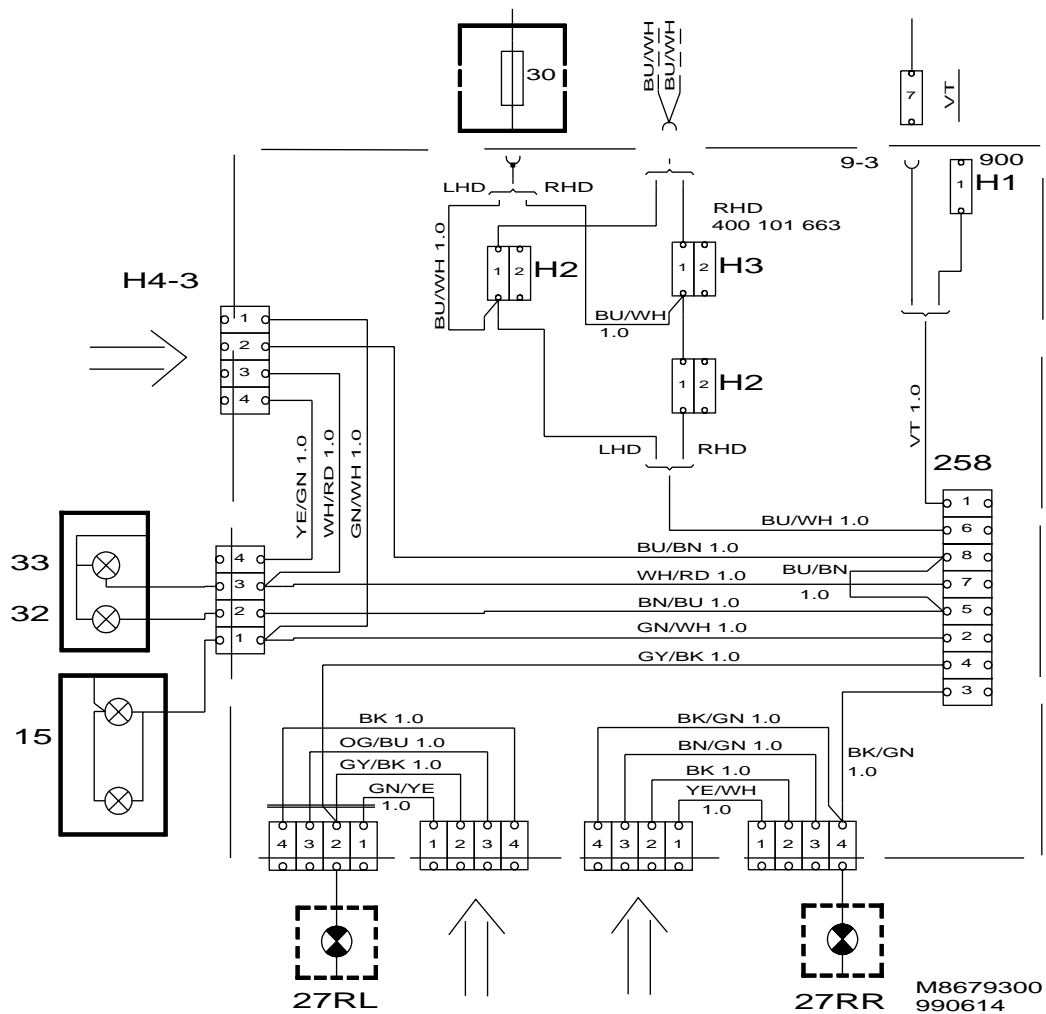 30
BU/WH
BU/WH
7
VT
9-3
900
1
H1
LHD
RHD
RHD
400 101 663
BU/WH 1.0
1 2
H2
1 2
H3
BU/WH
1.0
H4-3
1
2
3
4
1 2
H2
YE/GN 1.0
WH/RD 1.0
GN/WH 1.0
LHD
RHD
VT 1.0
258
1
6
8
7
5
2
4
3
BU/WH 1.0
BU/BN 1.0
BU/BN
1.0
WH/RD 1.0
BN/BU 1.0
GN/WH 1.0
GY/BK 1.0
33
32
4
3
2
1
15
BK 1.0
OG/BU 1.0
GY/BK 1.0
GN/YE
1.0
BK/GN 1.0
BN/GN 1.0
BK 1.0
YE/WH
1.0
BK/GN
1.0
4 3 2 1
1 2 3 4
4 3 2 1
1 2 3 4
27RL
27RR
M8679300
990614